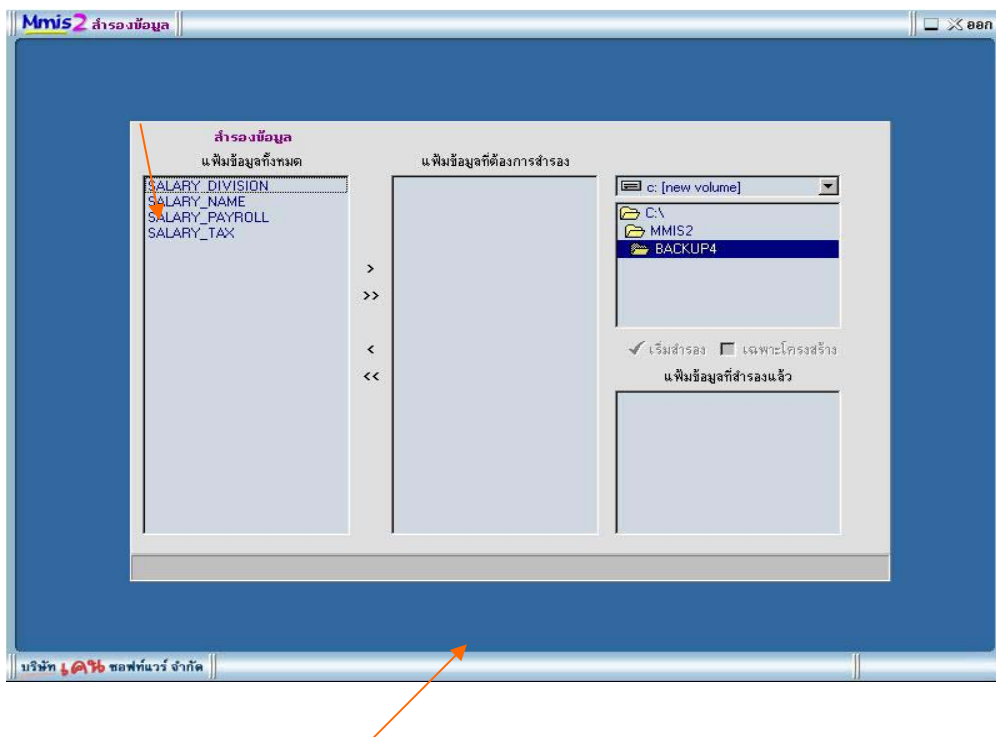 Mmis2 สำรองข้อมูล
ออก
สำรองข้อมูล
แฟ้มข้อมูลทั้งหมด
แฟ้มข้อมูลที่ต้องการสำรอง
SALARY_DIVISION
SALARY_NAME
SALARY_PAYROLL
SALARY_TAX
>
>>
<
<<
c: [new volume]
C:\
MMIS2
BACKUP4
เริ่มสำรอง
เฉพาะโครงสร้าง
แฟ้มข้อมูลที่สำรองแล้ว
บริษัท เคน ซอฟท์แวร์ จำกัด